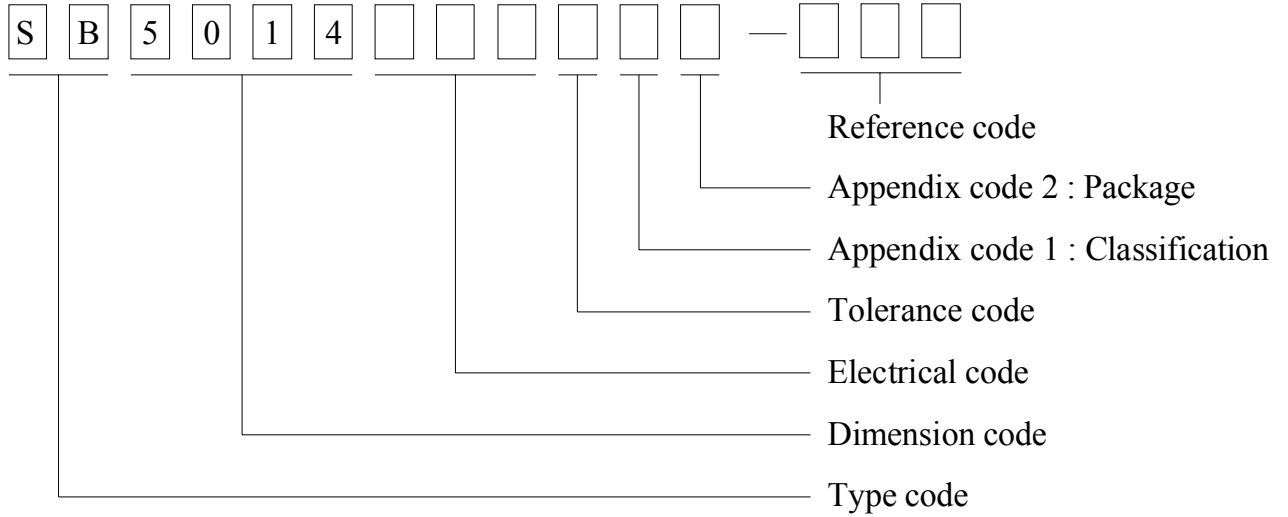 S B 5 0 1 4 —
Reference code
Appendix code 2 : Package
Appendix code 1 : Classification
Tolerance code
Electrical code
Dimension code
Type code